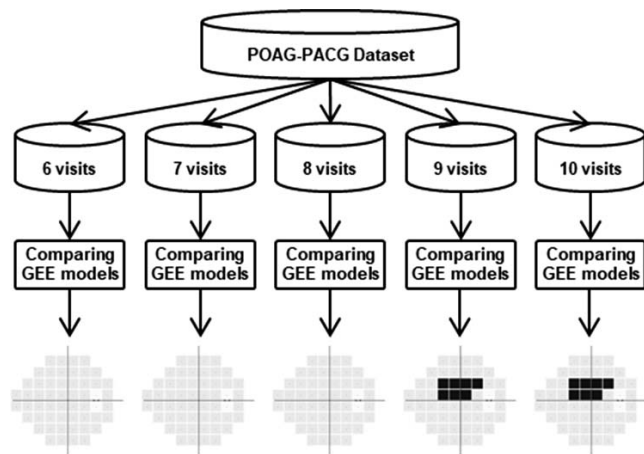 POAG-PACG Dataset
6 visits
7 visits
8 visits
9 visits
10 visits
Comparing
GEE models
Comparing
GEE models
Comparing
GEE models
Comparing
GEE models
Comparing
GEE models